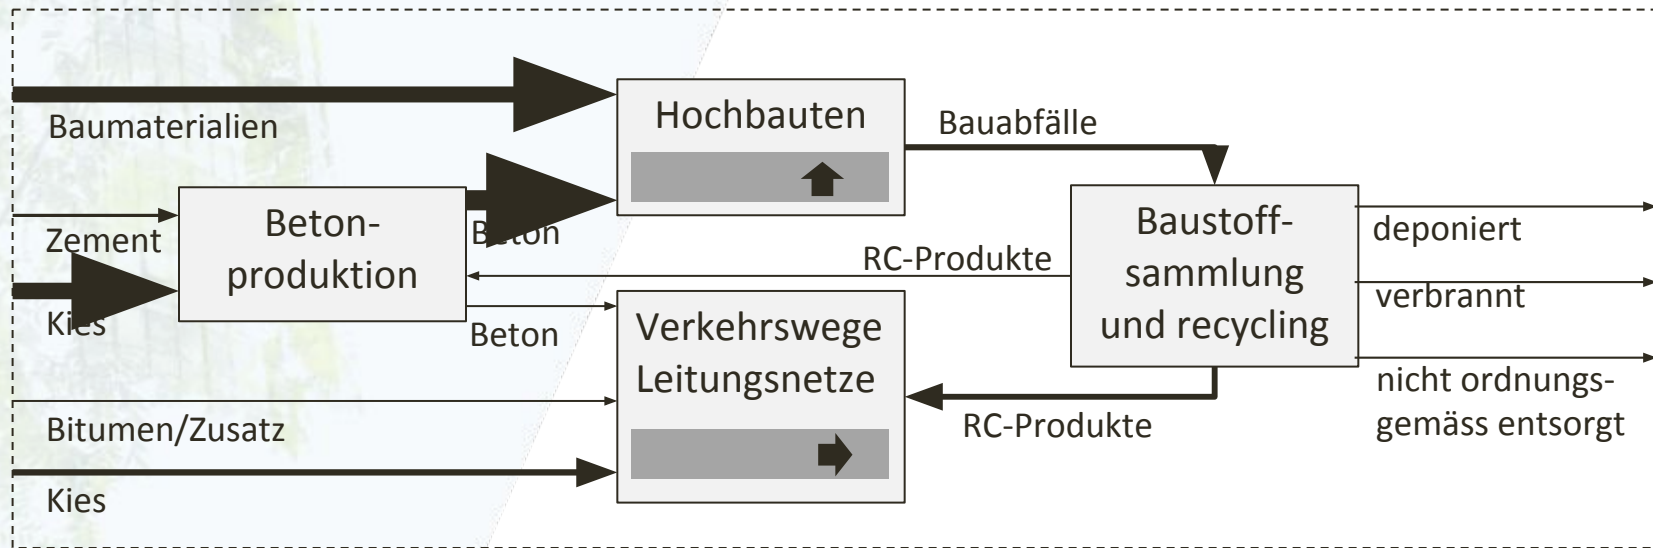 Baumaterialien
Hochbauten
Bauabfälle
Zement
Beton-
produktion
Beton
Kies
Beton
RC-Produkte
Baustoff-
sammlung
und recycling
deponiert
verbrannt
nicht ordnungs-
gemäss entsorgt
Verkehrswege
Leitungsnetze
RC-Produkte
Bitumen/Zusatz
Kies